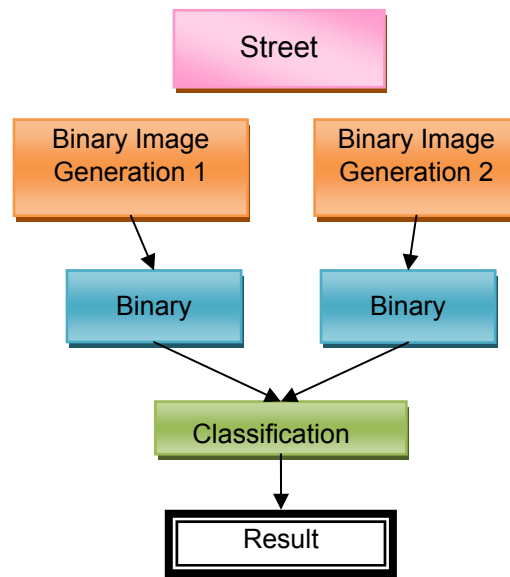 Street
Binary Image
Generation 1
Binary Image
Generation 2
Binary
Binary
Classification
Result